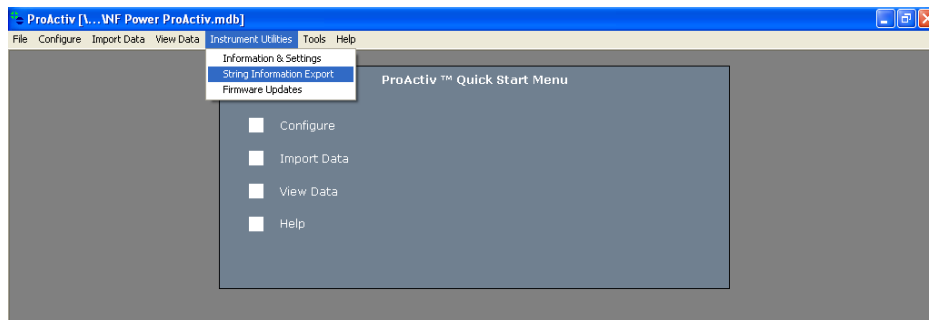 ProActiv [\...\NF Power ProActiv.mdb]
File Configure Import Data View Data Instrument Utilities Tools Help
Information & Settings
String Information Export
Firmware Updates
ProActiv ™ Quick Start Menu
Configure
Import Data
View Data
Help